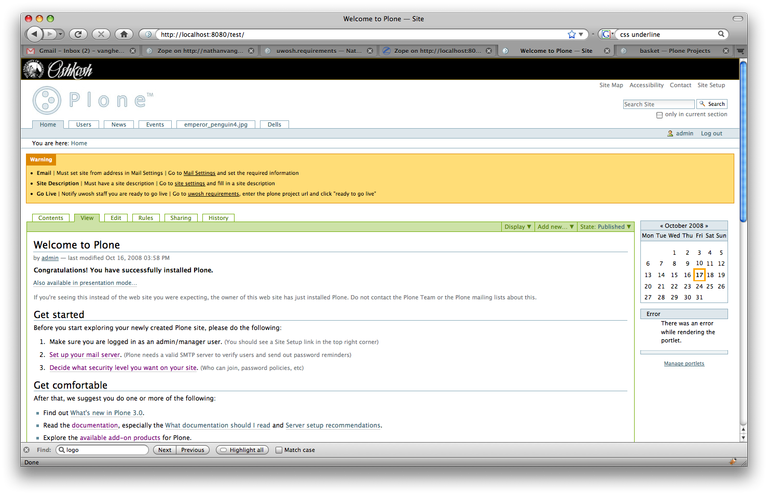 Welcome to Plone — Site
http://localhost:8080/test/
css underline
Gmail – Inbox (2) – vanghe...
Zope on http://nathanvang...
uwosh.requirements — Nat...
Zope on http://localhost:80...
Welcome to Plone — Site
basket — Plone Projects
Oshkosh
Plone™
Site Map Accessibility Contact Site Setup
Search Site
Search
only in current section
Home Users News Events emperor_penguin4.jpg Dells
admin Log out
You are here: Home
Warning
Email | Must set site from address in Mail Settings | Go to Mail Settings and set the required information
Site Description | Must have a site description | Go to site settings and fill in a site description
Go Live | Notify uwosh staff you are ready to go live | Go to uwosh requirements, enter the plone project url and click "ready to go live"
Contents View Edit Rules Sharing History
Display ▼ Add new... ▼ State: Published ▼
Welcome to Plone
by admin — last modified Oct 16, 2008 03:58 PM
Congratulations! You have successfully installed Plone.
Also available in presentation mode...
If you're seeing this instead of the web site you were expecting, the owner of this web site has just installed Plone. Do not contact the Plone Team or the Plone mailing lists about this.
Get started
Before you start exploring your newly created Plone site, please do the following:
1. Make sure you are logged in as an admin/manager user. (You should see a Site Setup link in the top right corner)
2. Set up your mail server. (Plone needs a valid SMTP server to verify users and send out password reminders)
3. Decide what security level you want on your site. (Who can join, password policies, etc)
Get comfortable
After that, we suggest you do one or more of the following:
Find out What's new in Plone 3.0.
Read the documentation, especially the What documentation should I read and Server setup recommendations.
Explore the available add-on products for Plone.
« October 2008 »
Mon Tue Wed Thu Fri Sat Sun
1 2 3 4 5
6 7 8 9 10 11 12
13 14 15 16 17 18 19
20 21 22 23 24 25 26
27 28 29 30 31
Error
There was an error
while rendering the
portlet.
Manage portlets
Find: logo Next Previous Highlight all Match case
Done